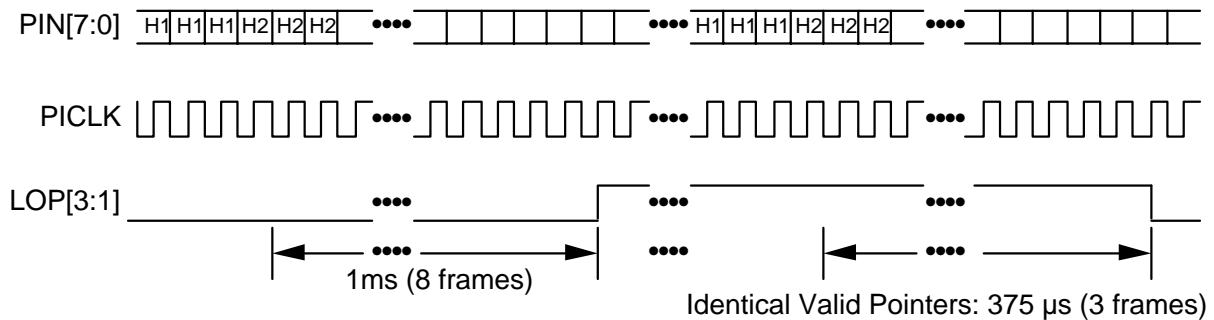 PIN[7:0] H1 H1 H1 H2 H2 H2 •••• •••• H1 H1 H1 H2 H2 H2 ••••
PICLK •••• •••• ••••
LOP[3:1] •••• •••• ••••
•••• •••• ••••
1ms (8 frames)
Identical Valid Pointers: 375 µs (3 frames)